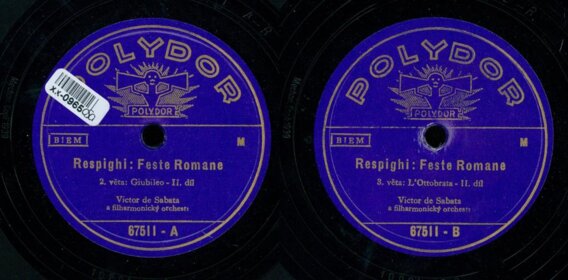 POLYDOR
POLYDOR
BIEM
M
Respighi: Feste Romane
2. věta: Giubileo - II. díl
Victor de Sabata
a filharmonický orchestr
67511 - A
POLYDOR
POLYDOR
BIEM
M
Respighi: Feste Romane
3. věta: L'Ottobrata - II. díl
Victor de Sabata
a filharmonický orchestr
67511 - B